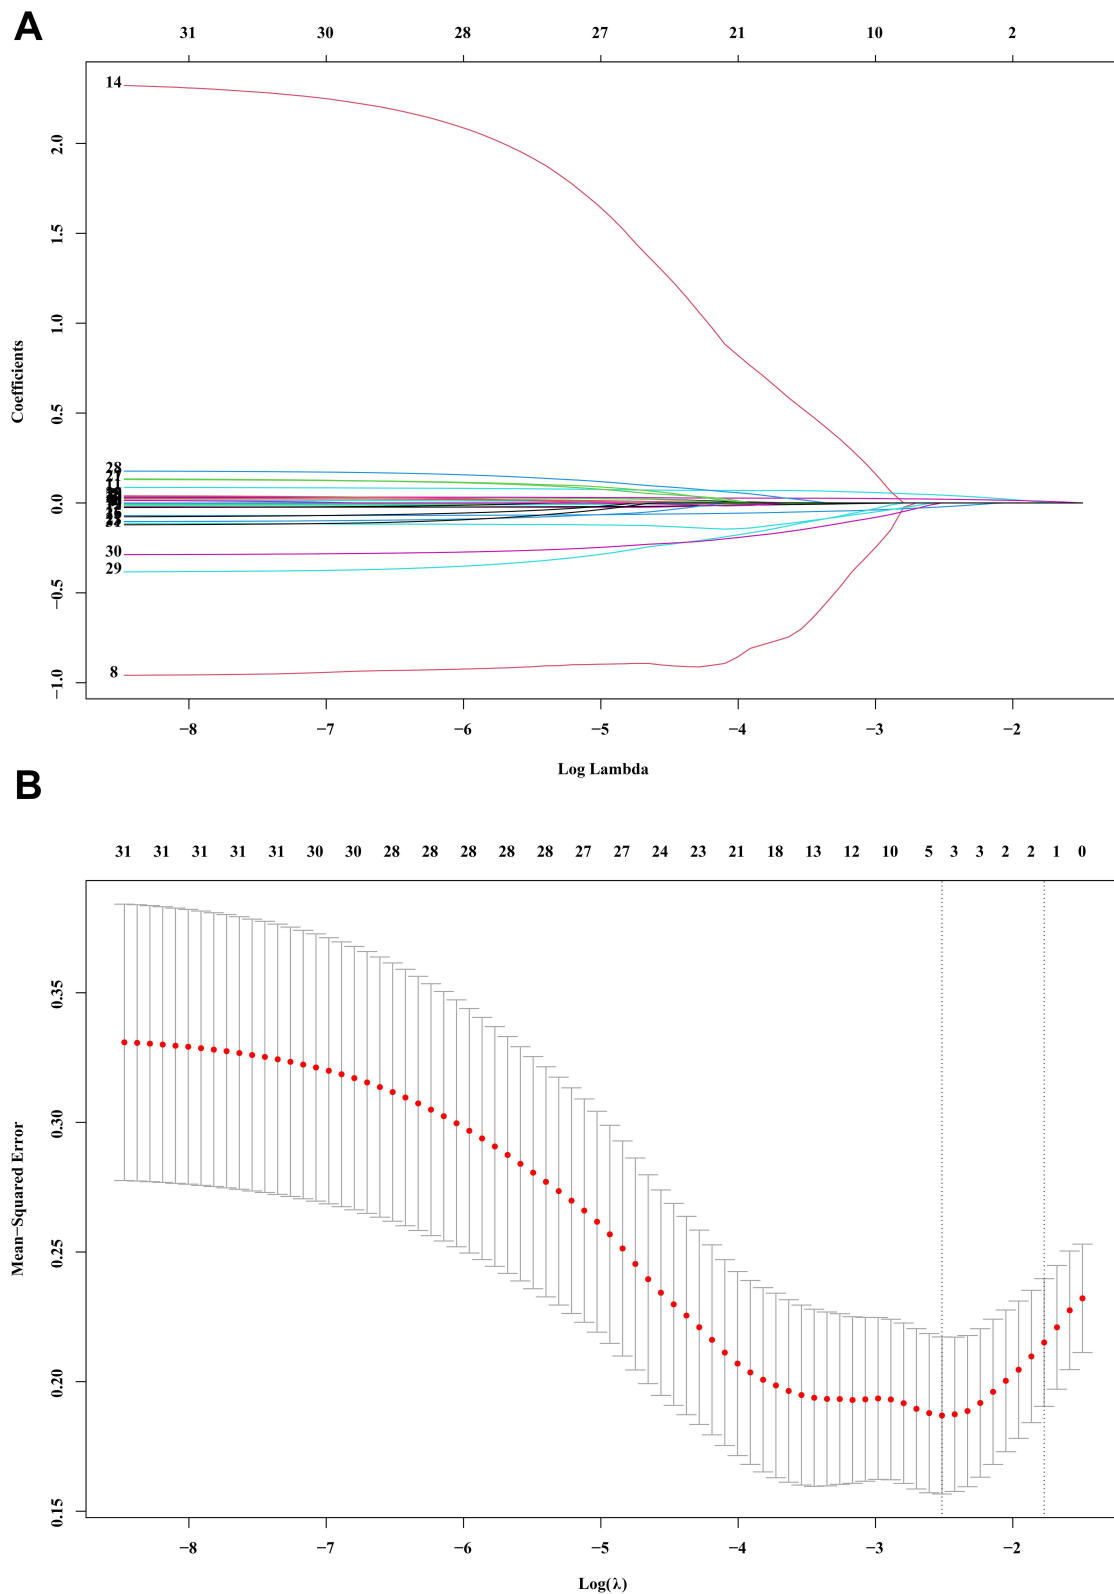 A
31 30 28 27 21 10 2
14
2.0
1.5
1.0
0.5
0.0
−0.5
−1.0
Coefficients
28
30
29
8
−8 −7 −6 −5 −4 −3 −2
Log Lambda
B
31 31 31 31 31 30 30 28 28 28 28 28 27 27 24 23 21 18 13 12 10 5 3 3 2 2 1 0
0.35
0.30
0.25
0.20
0.15
Mean−Squared Error
−8 −7 −6 −5 −4 −3 −2
Log(λ)